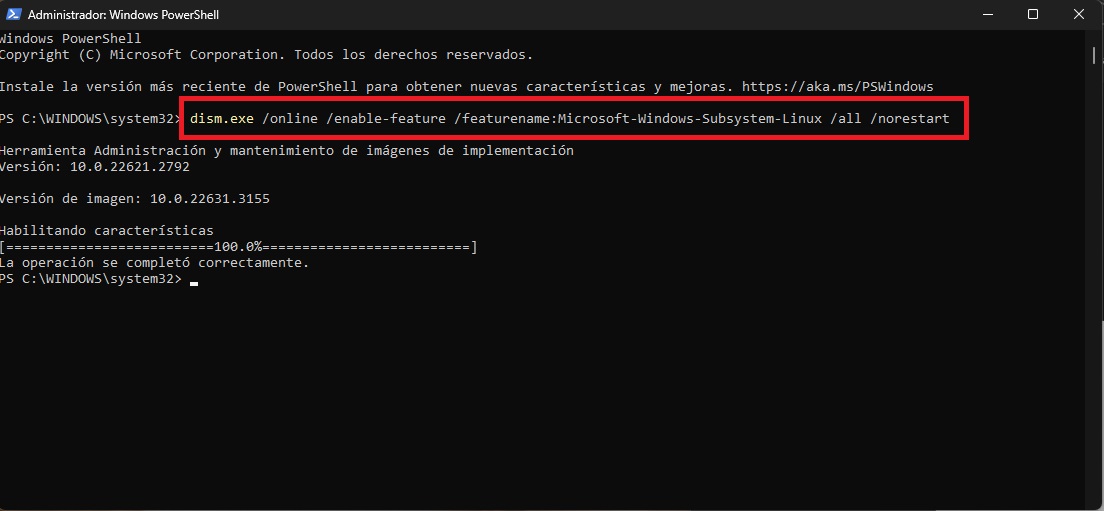 Administrador: Windows PowerShell
Windows PowerShell
Copyright (C) Microsoft Corporation. Todos los derechos reservados.
Instale la versión más reciente de PowerShell para obtener nuevas características y mejoras. https://aka.ms/PSWindows
PS C:\WINDOWS\system32> dism.exe /online /enable-feature /featurename:Microsoft-Windows-Subsystem-Linux /all /norestart
Herramienta Administración y mantenimiento de imágenes de implementación
Versión: 10.0.22621.2792
Versión de imagen: 10.0.22631.3155
Habilitando características
[==========================100.0%==========================]
La operación se completó correctamente.
PS C:\WINDOWS\system32>